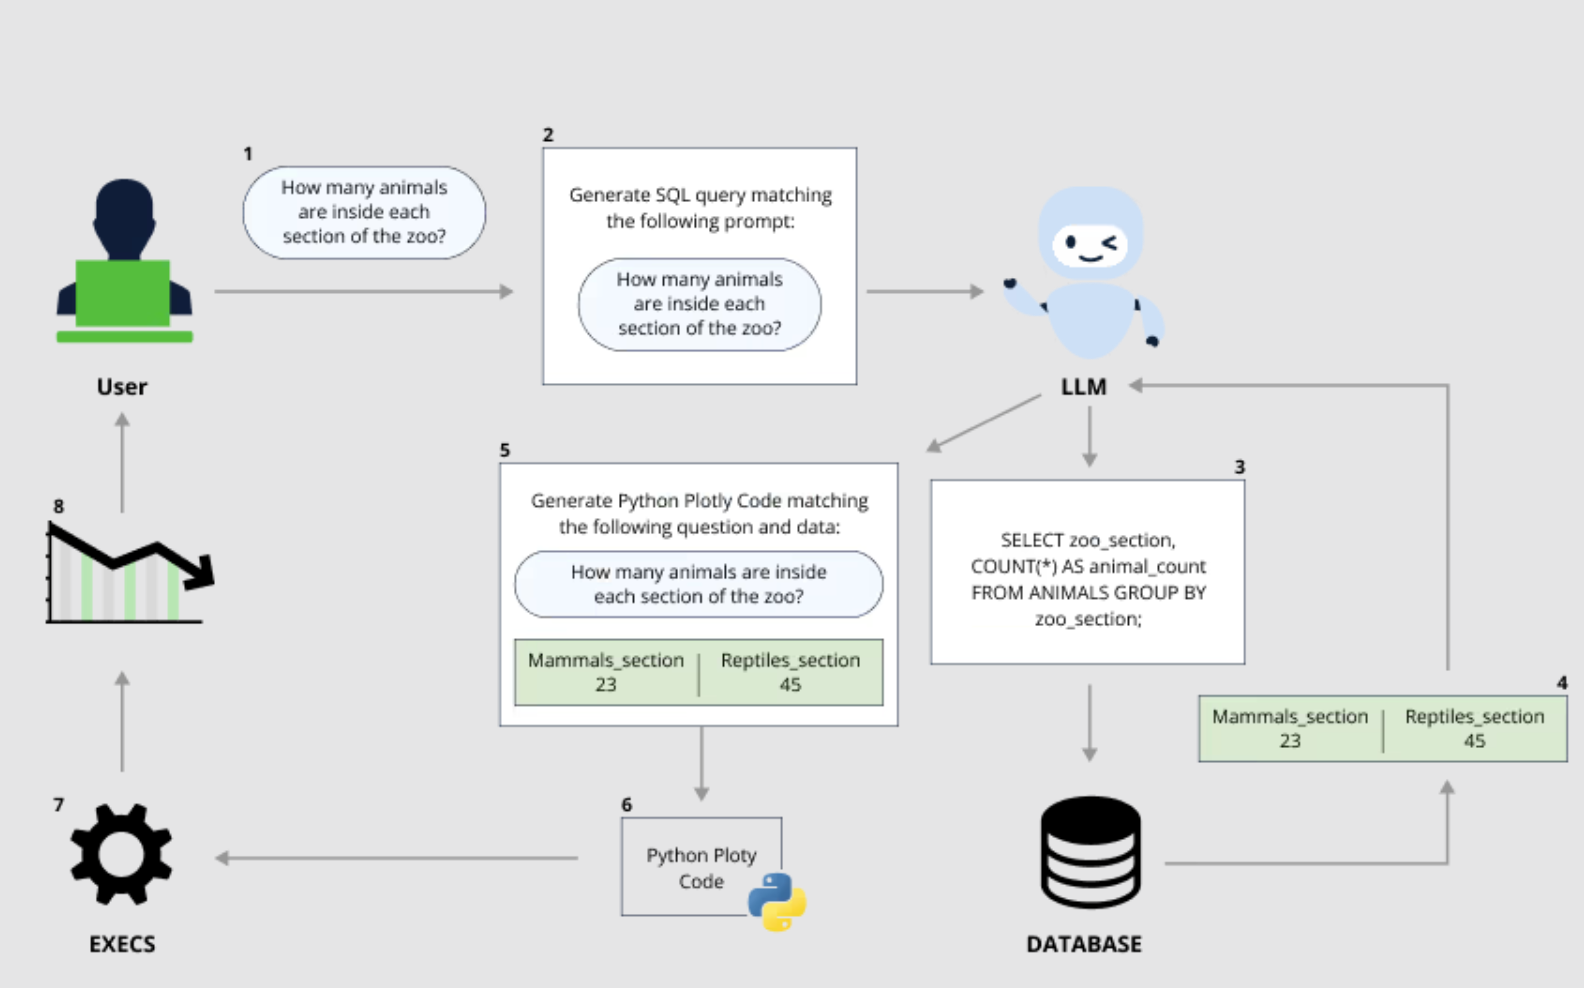 1
How many animals
are inside each
section of the zoo?
2
Generate SQL query matching
the following prompt:
How many animals
are inside each
section of the zoo?
User
LLM
5
Generate Python Plotly Code matching
the following question and data:
How many animals are inside
each section of the zoo?
Mammals_section
23
Reptiles_section
45
3
SELECT zoo_section,
COUNT(*) AS animal_count
FROM ANIMALS GROUP BY
zoo_section;
4
Mammals_section
23
Reptiles_section
45
6
Python Ploty
Code
7
EXECS
8
DATABASE